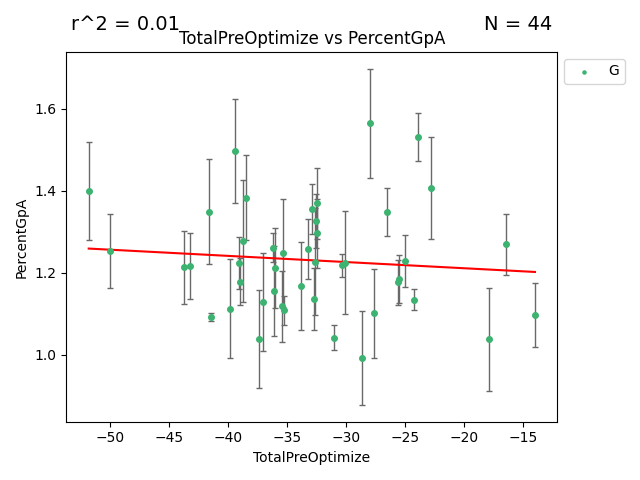 r^2 = 0.01
N = 44
TotalPreOptimize vs PercentGpA
G
PercentGpA
1.6
1.4
1.2
1.0
−50
−45
−40
−35
−30
−25
−20
−15
TotalPreOptimize